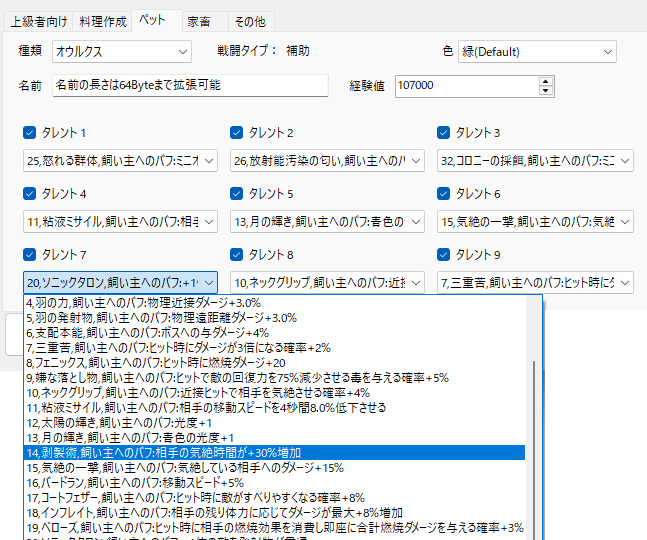 上級者向け 料理作成 ペット 家畜 その他
種類 オウルクス 戦闘タイプ： 補助 色 緑(Default)
名前 名前の長さは64Byteまで拡張可能 経験値 107000
タレント 1 タレント 2 タレント 3
25,怒れる群体,飼い主へのバフ:ミニオ 26,放射能汚染の匂い,飼い主へのバ 32,コロニーの採餌,飼い主へのバフ:ミニ
タレント 4 タレント 5 タレント 6
11,粘液ミサイル,飼い主へのバフ:相手 13,月の輝き,飼い主へのバフ:青色の 15,気絶の一撃,飼い主へのバフ:気絶
タレント 7 タレント 8 タレント 9
20,ソニックタロン,飼い主へのバフ:+1 10,ネックグリップ,飼い主へのバフ:近接 7,三重苦,飼い主へのバフ:ヒット時にダ
4,羽の力,飼い主へのバフ:物理近接ダメージ+3.0%
5,羽の発射物,飼い主へのバフ:物理遠距離ダメージ+3.0%
6,支配本能,飼い主へのバフ:ボスへの与ダメージ+4%
7,三重苦,飼い主へのバフ:ヒット時にダメージが3倍になる確率+2%
8,フェニックス,飼い主へのバフ:ヒット時に燃焼ダメージ+20
9,嫌な落とし物,飼い主へのバフ:ヒットで敵の回復力を75%減少させる毒を与える確率+5%
10,ネックグリップ,飼い主へのバフ:近接ヒットで相手を気絶させる確率+4%
11,粘液ミサイル,飼い主へのバフ:相手の移動スピードを4秒間8.0%低下させる
12,太陽の輝き,飼い主へのバフ:光度+1
13,月の輝き,飼い主へのバフ:青色の光度+1
14,剥製術,飼い主へのバフ:相手の気絶時間が+30%増加
15,気絶の一撃,飼い主へのバフ:気絶している相手へのダメージ+15%
16,バードラン,飼い主へのバフ:移動スピード+5%
17,コートフェザー,飼い主へのバフ:ヒット時に敵がすべりやすくなる確率+8%
18,インフレイト,飼い主へのバフ:相手の残り体力に応じてダメージが最大+8%増加
19,ベローズ,飼い主へのバフ:ヒット時に相手の燃焼効果を消費し即座に合計燃焼ダメージを与える確率+3%